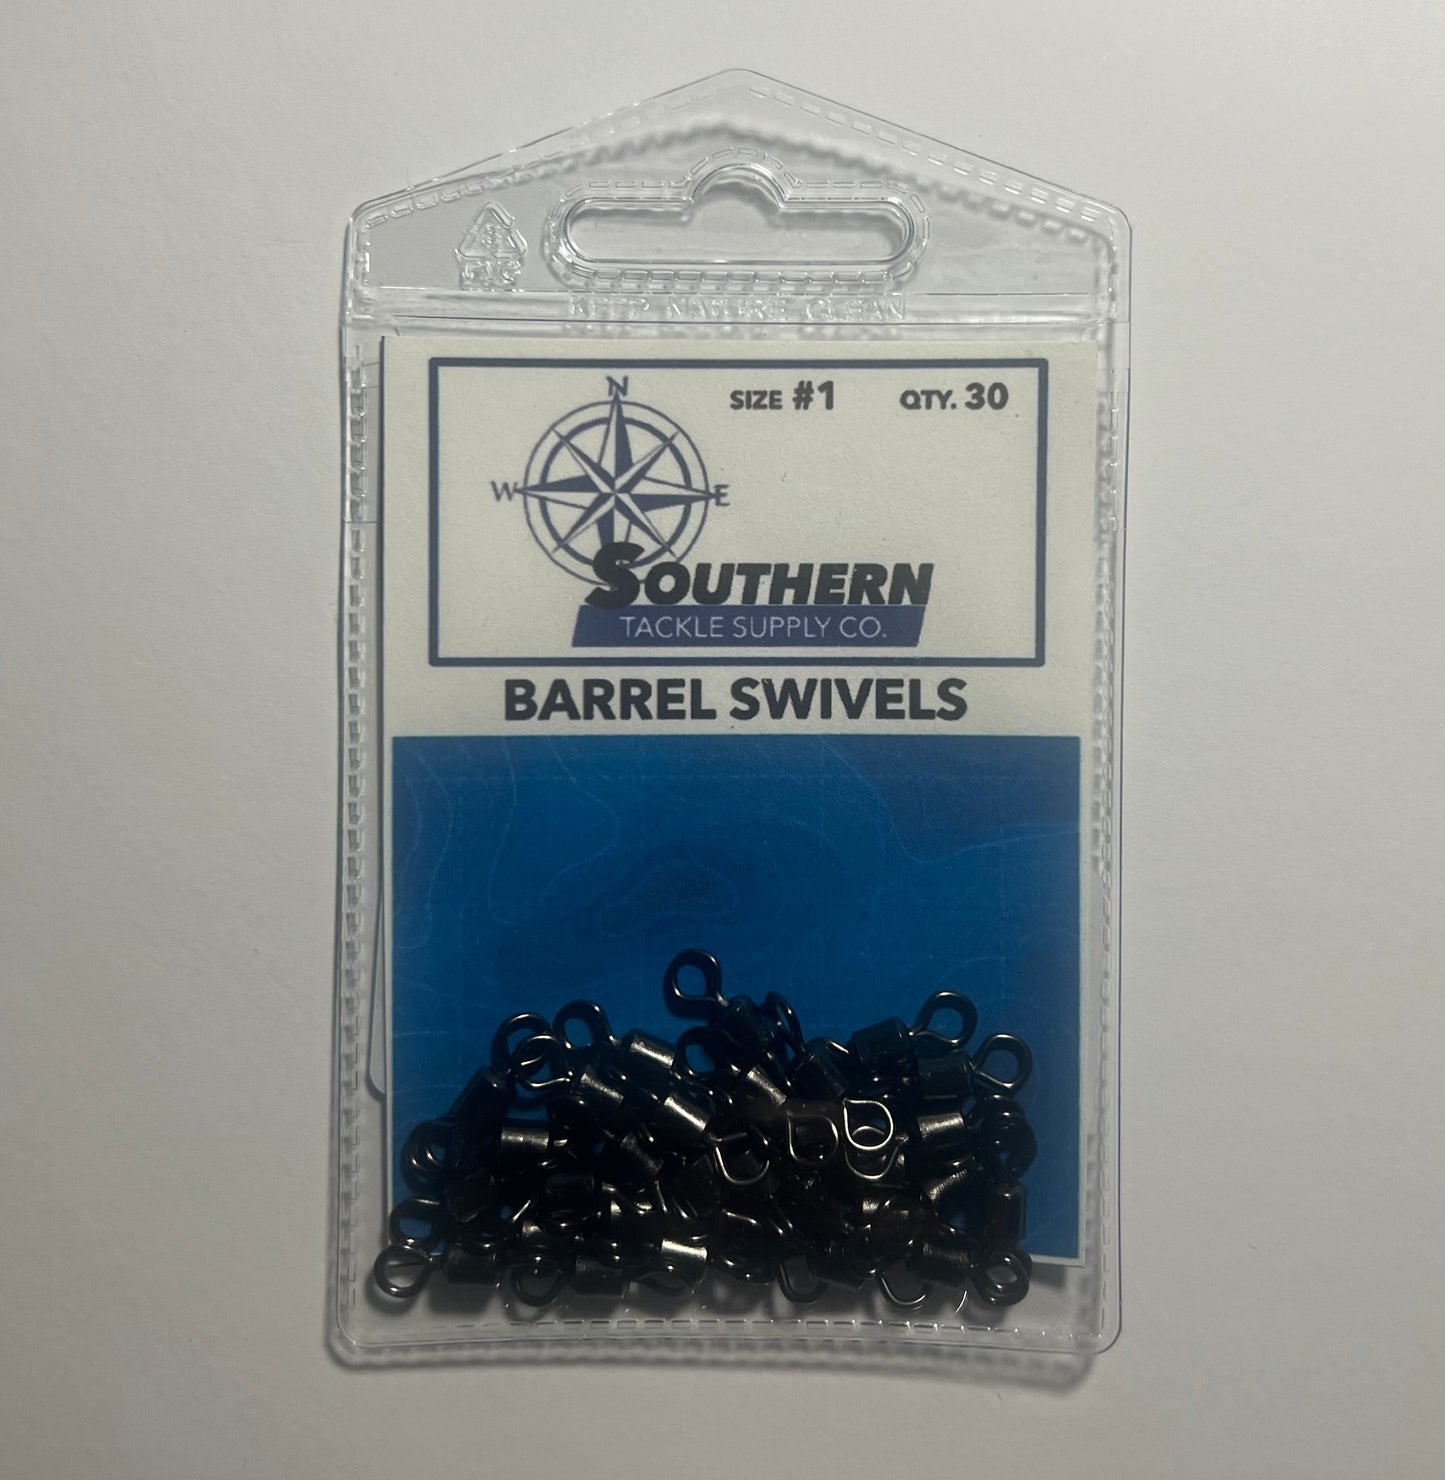 KEEP NATURE CLEAN
SIZE #1 QTY. 30
N
W E
SOUTHERN
TACKLE SUPPLY CO.
BARREL SWIVELS